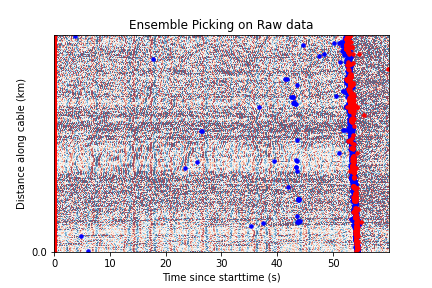 Ensemble Picking on Raw data
Distance along cable (km)
0.0
0 10 20 30 40 50
Time since starttime (s)